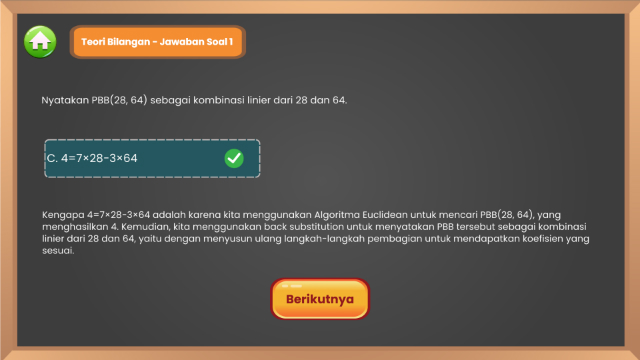 Teori Bilangan - Jawaban Soal 1
Nyatakan PBB(28, 64) sebagai kombinasi linier dari 28 dan 64.
C. 4=7×28-3×64
Kengapa 4=7×28-3×64 adalah karena kita menggunakan Algoritma Euclidean untuk mencari PBB(28, 64), yang
menghasilkan 4. Kemudian, kita menggunakan back substitution untuk menyatakan PBB tersebut sebagai kombinasi
linier dari 28 dan 64, yaitu dengan menyusun ulang langkah-langkah pembagian untuk mendapatkan koefisien yang
sesuai.
Berikutnya